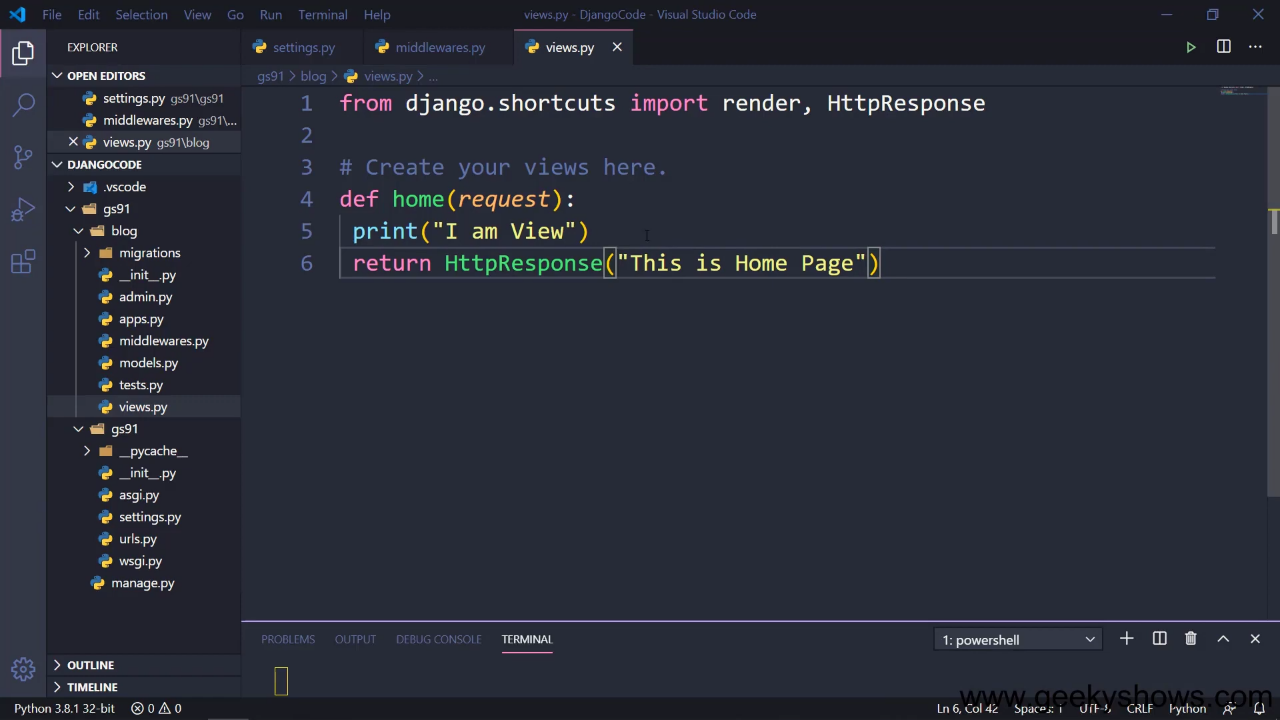 File Edit Selection View Go Run Terminal Help views.py - DjangoCode - Visual Studio Code
EXPLORER
OPEN EDITORS
settings.py gs91\gs91
middlewares.py gs91\...
views.py gs91\blog
DJANGOCODE
.vscode
gs91
blog
migrations
__init__.py
admin.py
apps.py
middlewares.py
models.py
tests.py
views.py
gs91
__pycache__
__init__.py
asgi.py
settings.py
urls.py
wsgi.py
manage.py
OUTLINE
TIMELINE
settings.py middlewares.py views.py
gs91 > blog > views.py > ...
1 from django.shortcuts import render, HttpResponse
2
3 # Create your views here.
4 def home(request):
5 print("I am View")
6 return HttpResponse("This is Home Page")
PROBLEMS OUTPUT DEBUG CONSOLE TERMINAL 1: powershell
www.geekyshows.com
Python 3.8.1 32-bit 0 0 Ln 6, Col 42 Spaces: 1 UTF-8 CRLF Python